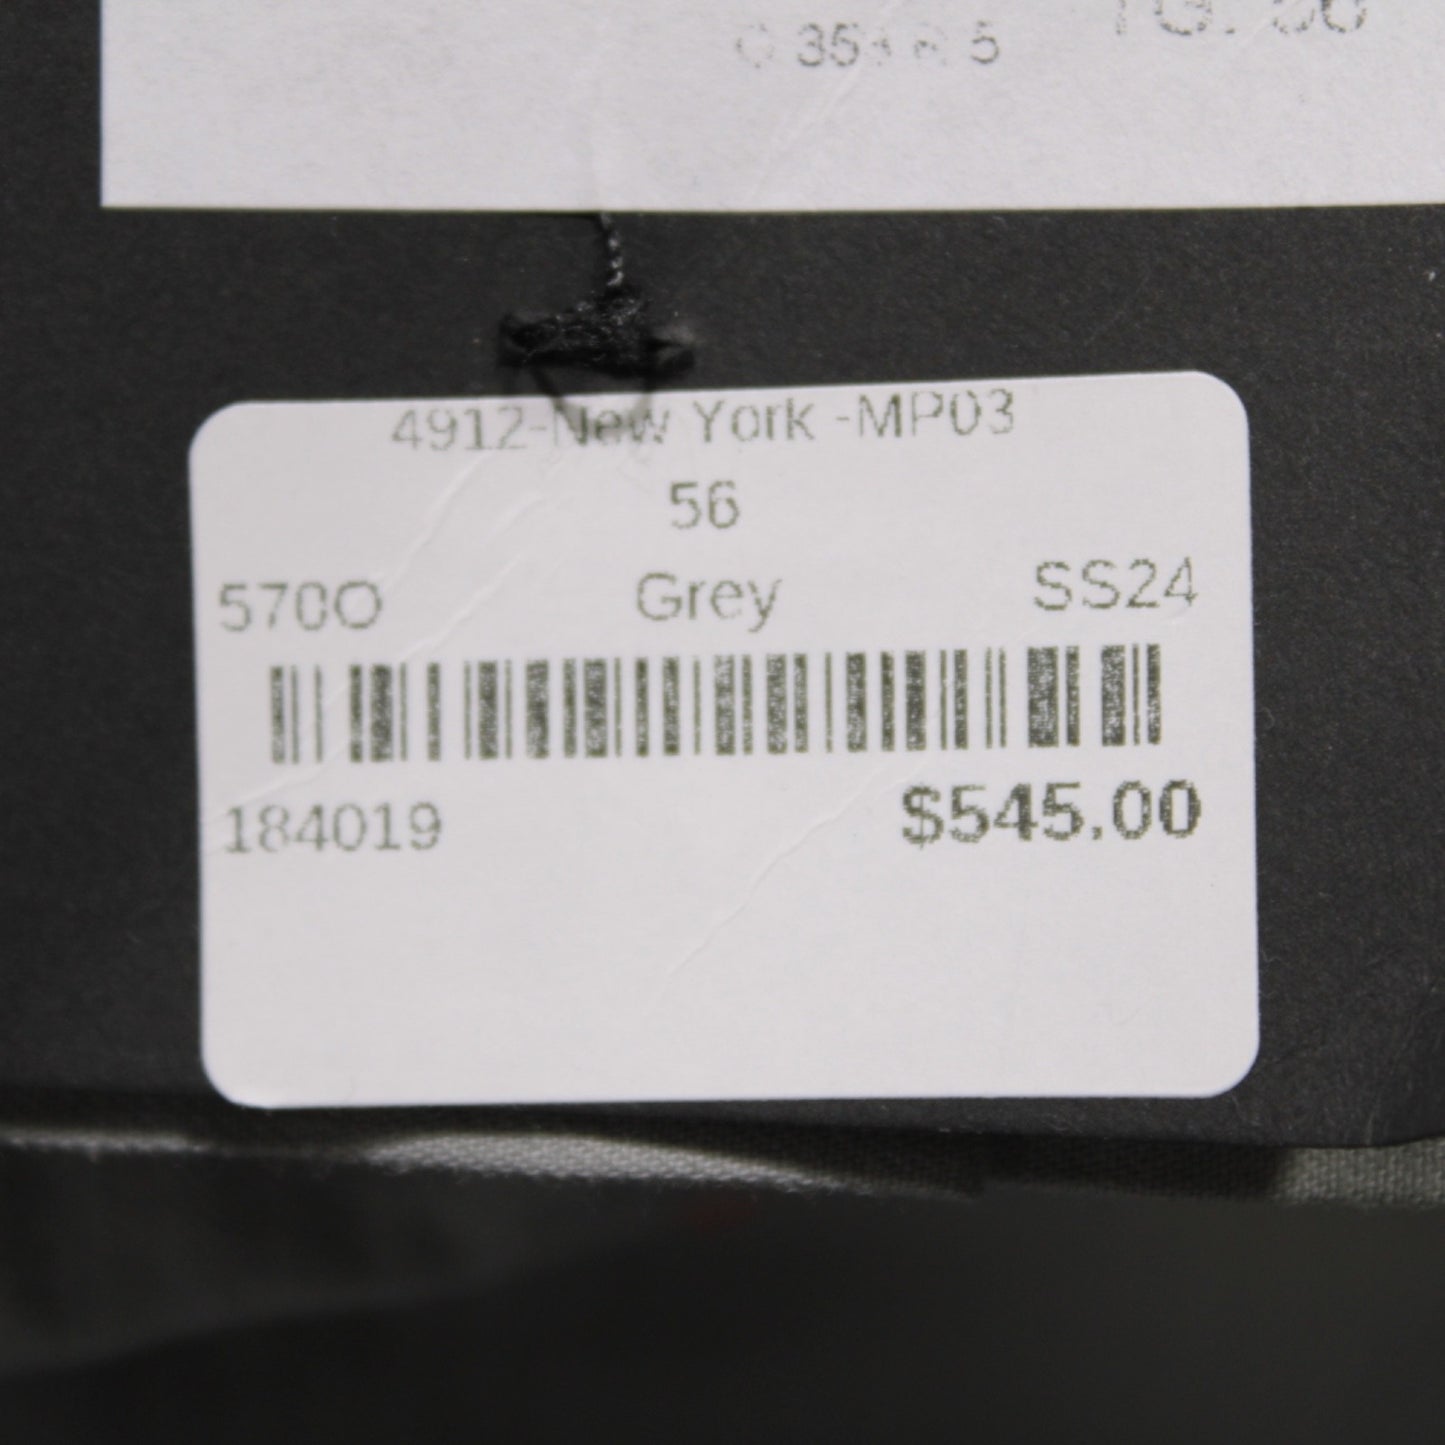 4912-New York -MP03
56
570O Grey SS24
184019 $545.00